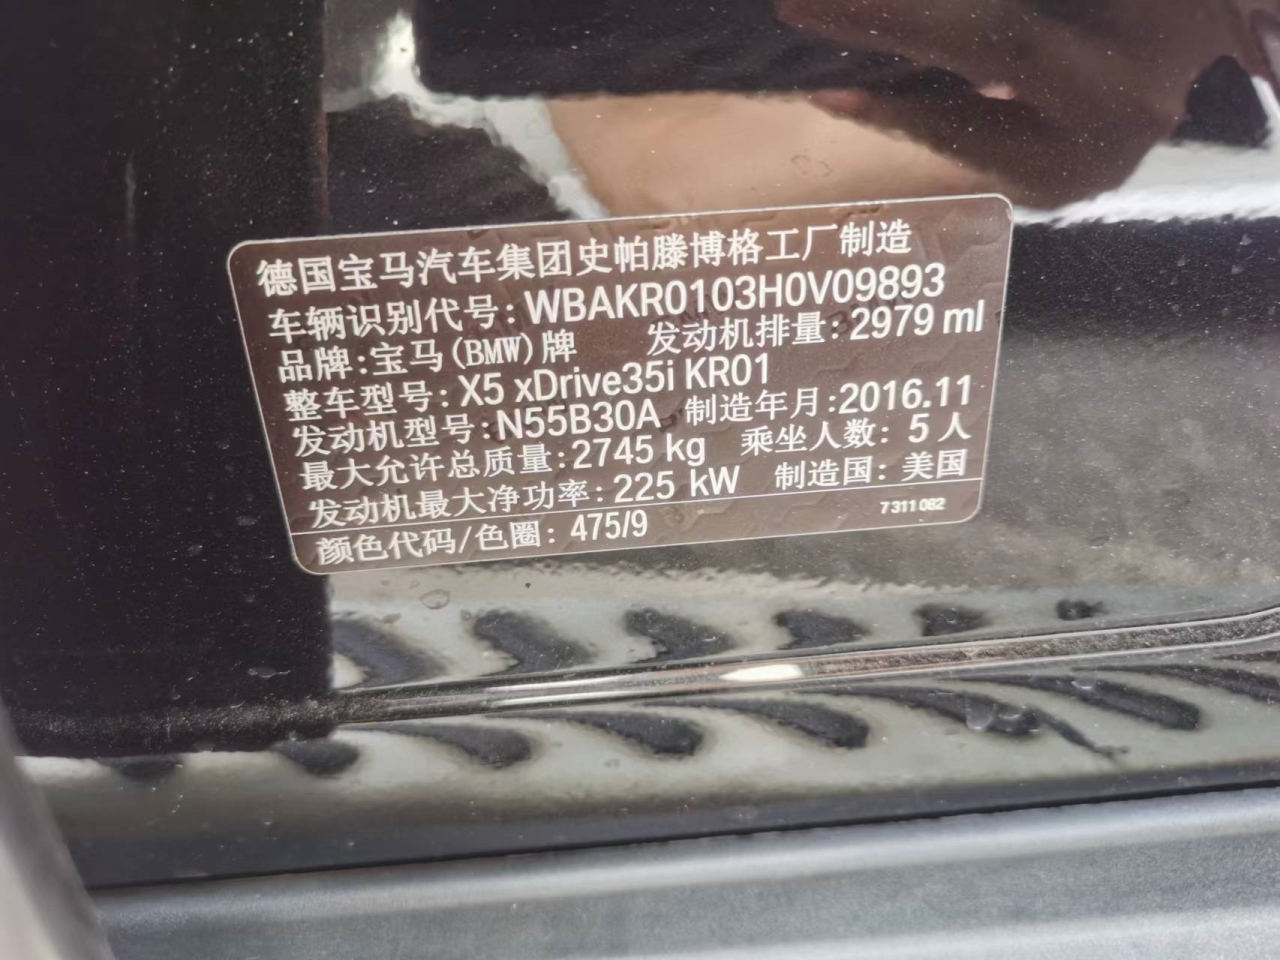 德国宝马汽车集团史帕滕博格工厂制造
车辆识别代号: WBAKR0103H0V09893
品牌:宝马(BMW)牌 发动机排量: 2979 ml
整车型号: X5 xDrive35i KR01
发动机型号: N55B30A 制造年月:2016.11
最大允许总质量:2745 kg 乘坐人数: 5人
发动机最大净功率: 225 kW 制造国: 美国
颜色代码/色圈: 475/9 7 311 082